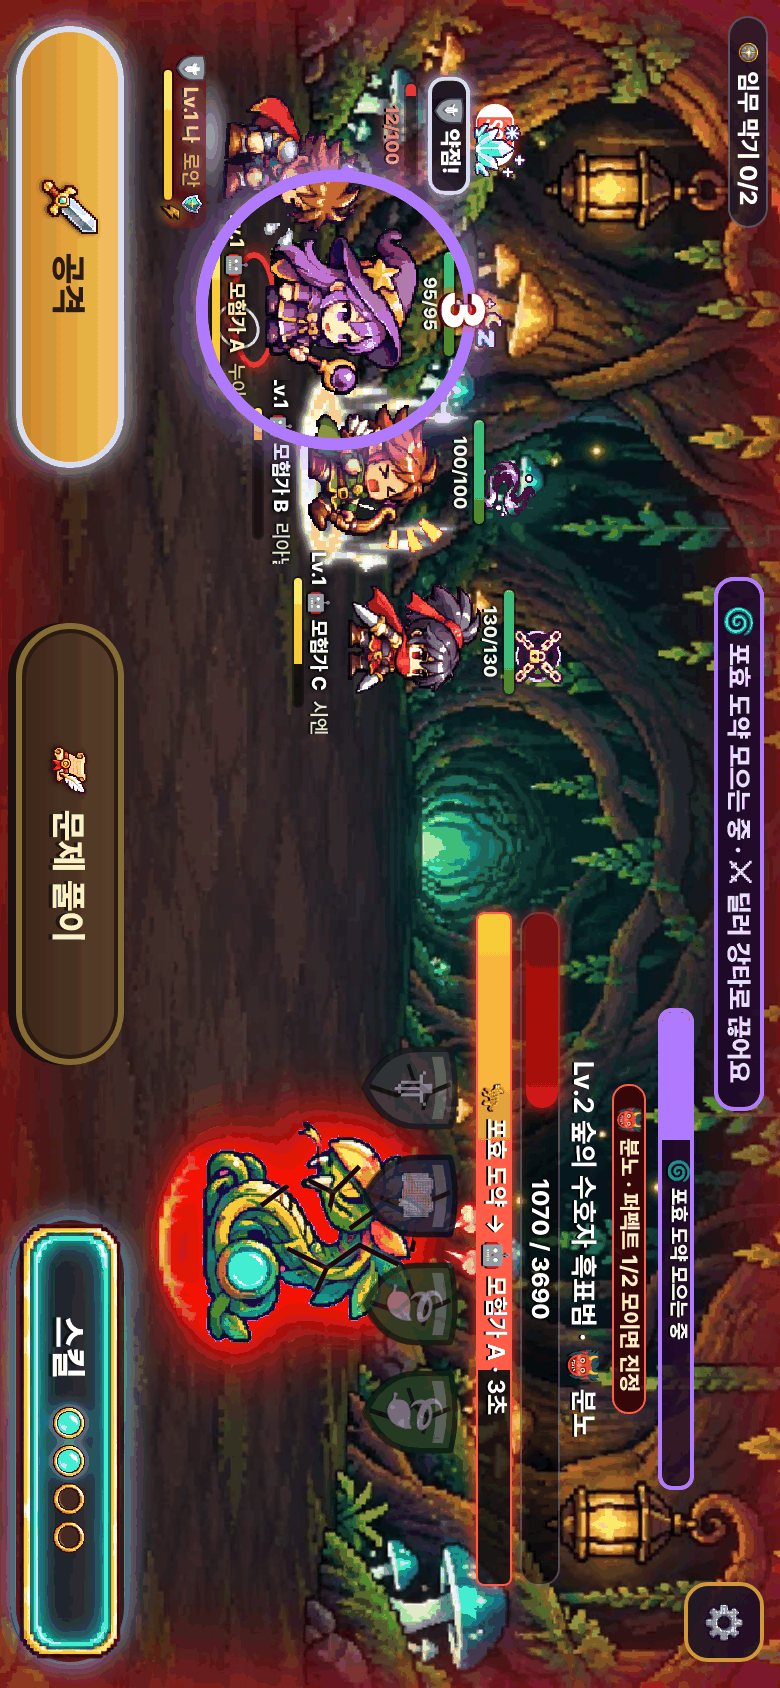 임무 막기 0/2
포효 도약 모으는 중 · 딜러 강타로 끊어요
포효 도약 모으는 중
분노 · 퍼펙트 1/2 모이면 진정
Lv.2 숲의 수호자 흑표범 · 분노
1070 / 3690
포효 도약 → 모험가 A · 3초
약점!
12/100
Lv.1 나 로안
3
z
95/95
Lv.1 모험가 A
100/100
Lv.1 모험가 B
130/130
Lv.1 모험가 C 시엔
공격
문제 풀이
스킬